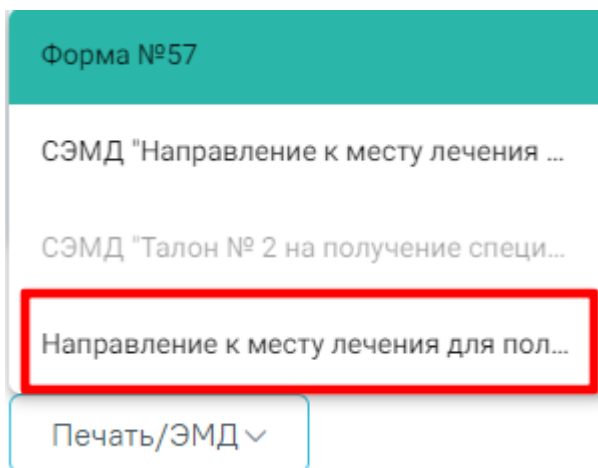 Форма №57
СЭМД "Направление к месту лечения ...
СЭМД "Талон № 2 на получение специ...
Направление к месту лечения для пол...
Печать/ЭМД